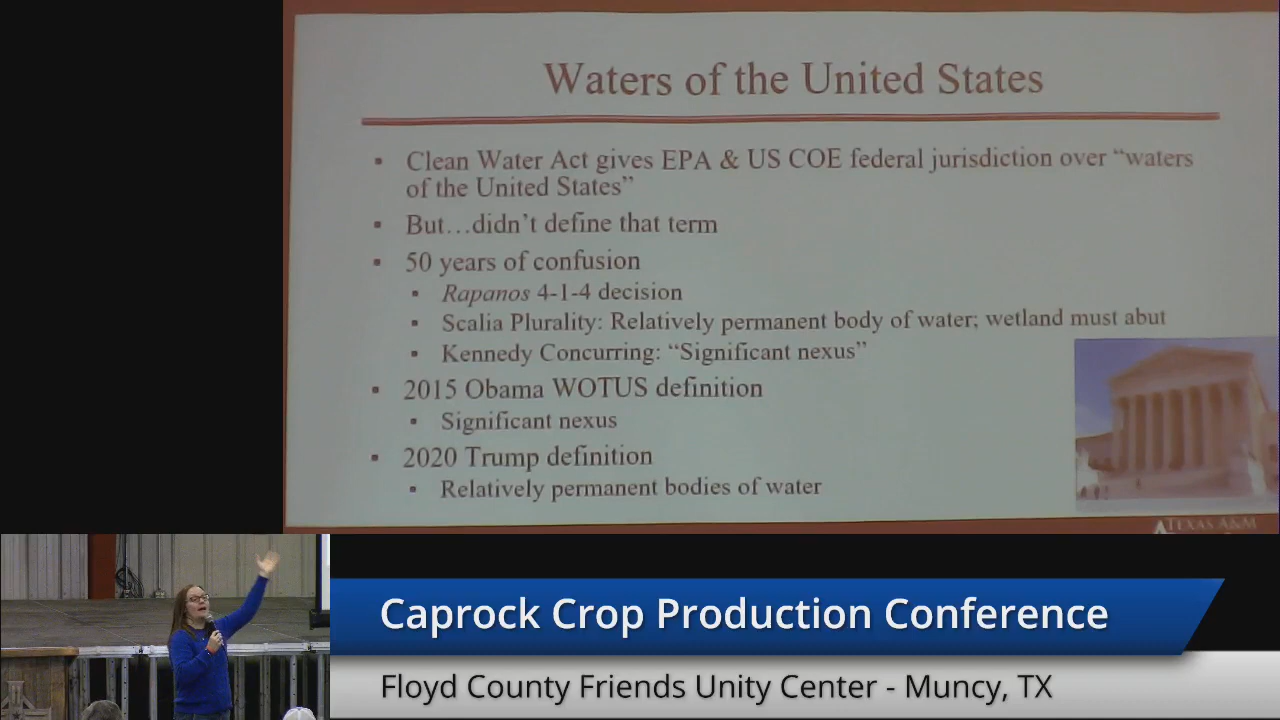 Waters of the United States
▪ Clean Water Act gives EPA & US COE federal jurisdiction over “waters
of the United States”
▪ But…didn’t define that term
▪ 50 years of confusion
▪ Rapanos 4-1-4 decision
▪ Scalia Plurality: Relatively permanent body of water; wetland must abut
▪ Kennedy Concurring: “Significant nexus”
▪ 2015 Obama WOTUS definition
▪ Significant nexus
▪ 2020 Trump definition
▪ Relatively permanent bodies of water
TEXAS A&M
Caprock Crop Production Conference
Floyd County Friends Unity Center - Muncy, TX